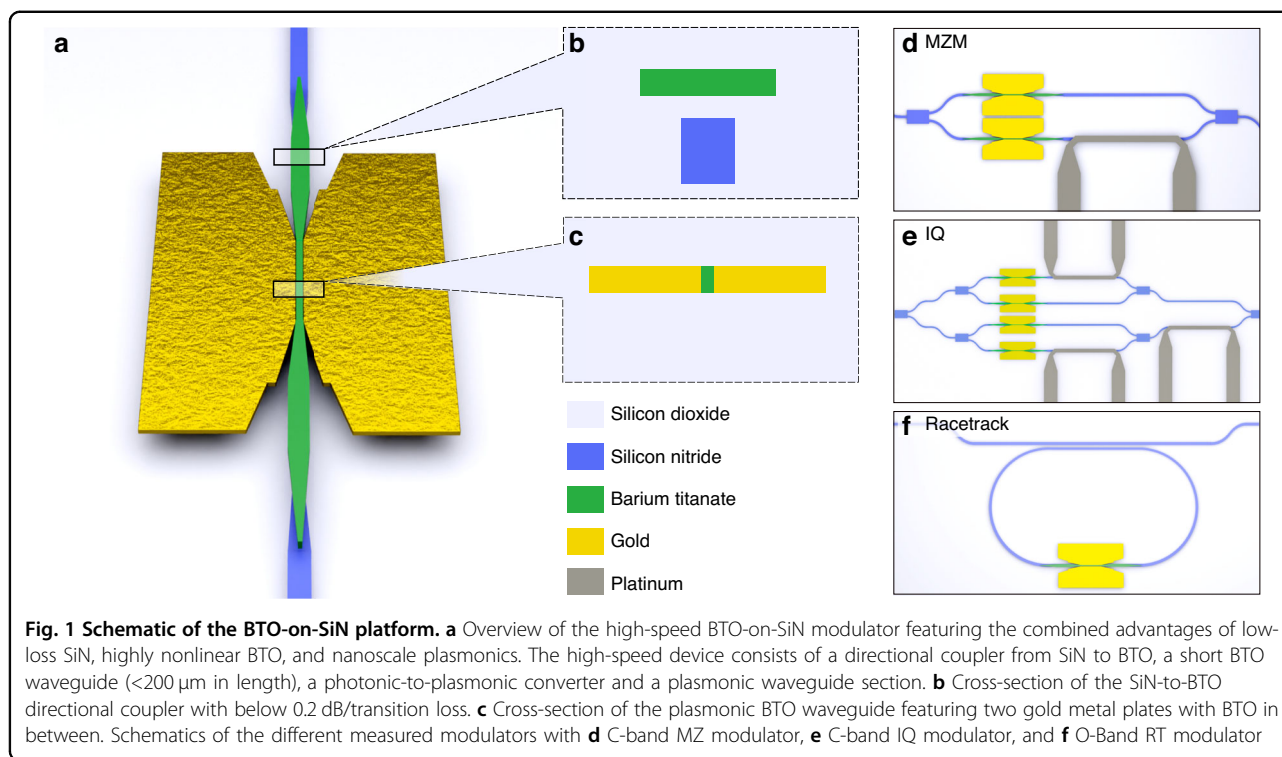 a
b
c
Silicon dioxide
Silicon nitride
Barium titanate
Gold
Platinum
d MZM
e IQ
f Racetrack
Fig. 1 Schematic of the BTO-on-SiN platform. a Overview of the high-speed BTO-on-SiN modulator featuring the combined advantages of low-
loss SiN, highly nonlinear BTO, and nanoscale plasmonics. The high-speed device consists of a directional coupler from SiN to BTO, a short BTO
waveguide (<200 µm in length), a photonic-to-plasmonic converter and a plasmonic waveguide section. b Cross-section of the SiN-to-BTO
directional coupler with below 0.2 dB/transition loss. c Cross-section of the plasmonic BTO waveguide featuring two gold metal plates with BTO in
between. Schematics of the different measured modulators with d C-band MZ modulator, e C-band IQ modulator, and f O-Band RT modulator